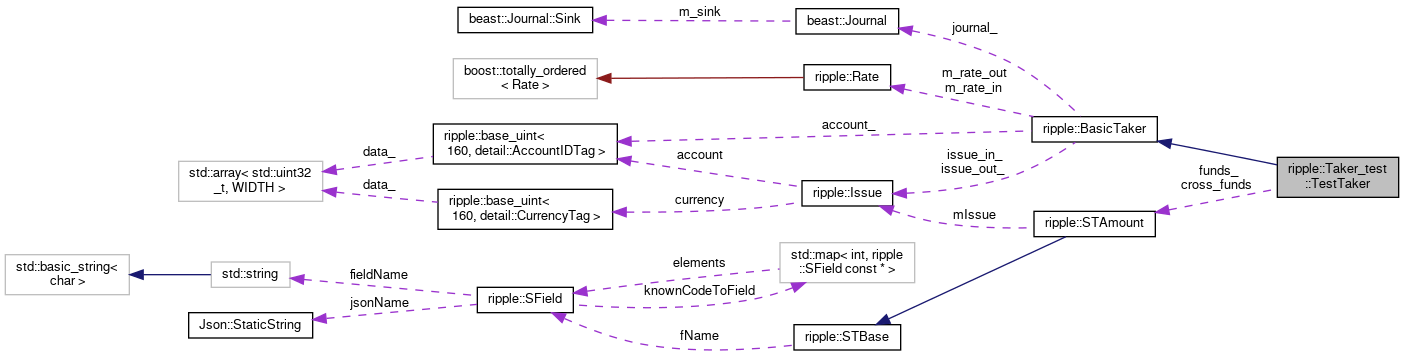 beast::Journal::Sink
m_sink
beast::Journal
journal_
boost::totally_ordered
< Rate >
ripple::Rate
m_rate_out
m_rate_in
ripple::BasicTaker
ripple::base_uint<
160, detail::AccountIDTag >
account_
data_
account
issue_in_
issue_out_
std::array< std::uint32
_t, WIDTH >
data_
ripple::base_uint<
160, detail::CurrencyTag >
currency
ripple::Issue
mIssue
ripple::STAmount
funds_
cross_funds
ripple::Taker_test
::TestTaker
std::basic_string<
char >
std::string
fieldName
jsonName
Json::StaticString
ripple::SField
elements
knownCodeToField
std::map< int, ripple
::SField const * >
fName
ripple::STBase